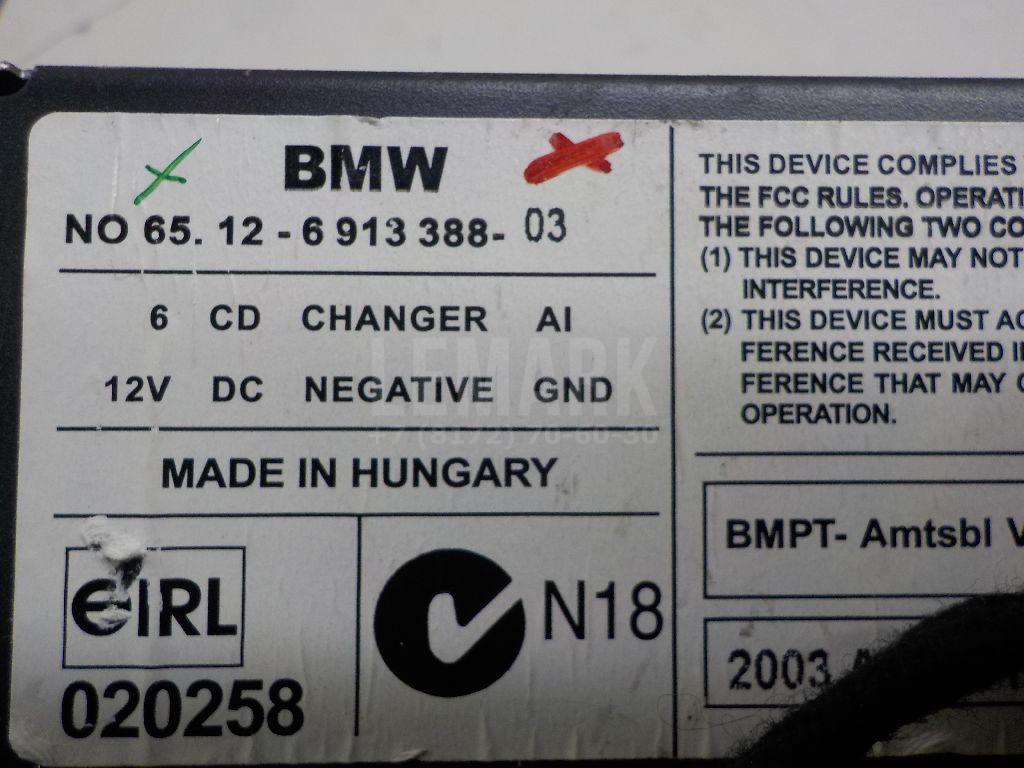 BMW
NO 65. 12 - 6 913 388- 03
6 CD CHANGER AI
12V DC NEGATIVE GND
MADE IN HUNGARY
eIRL
020258
N18
THIS DEVICE COMPLIES
THE FCC RULES. OPERATI
THE FOLLOWING TWO CO
(1) THIS DEVICE MAY NOT
INTERFERENCE.
(2) THIS DEVICE MUST AC
FERENCE RECEIVED I
FERENCE THAT MAY
OPERATION.
BMPT- Amtsbl V
2003
LEMARK
+7 (8172) 70-60-30